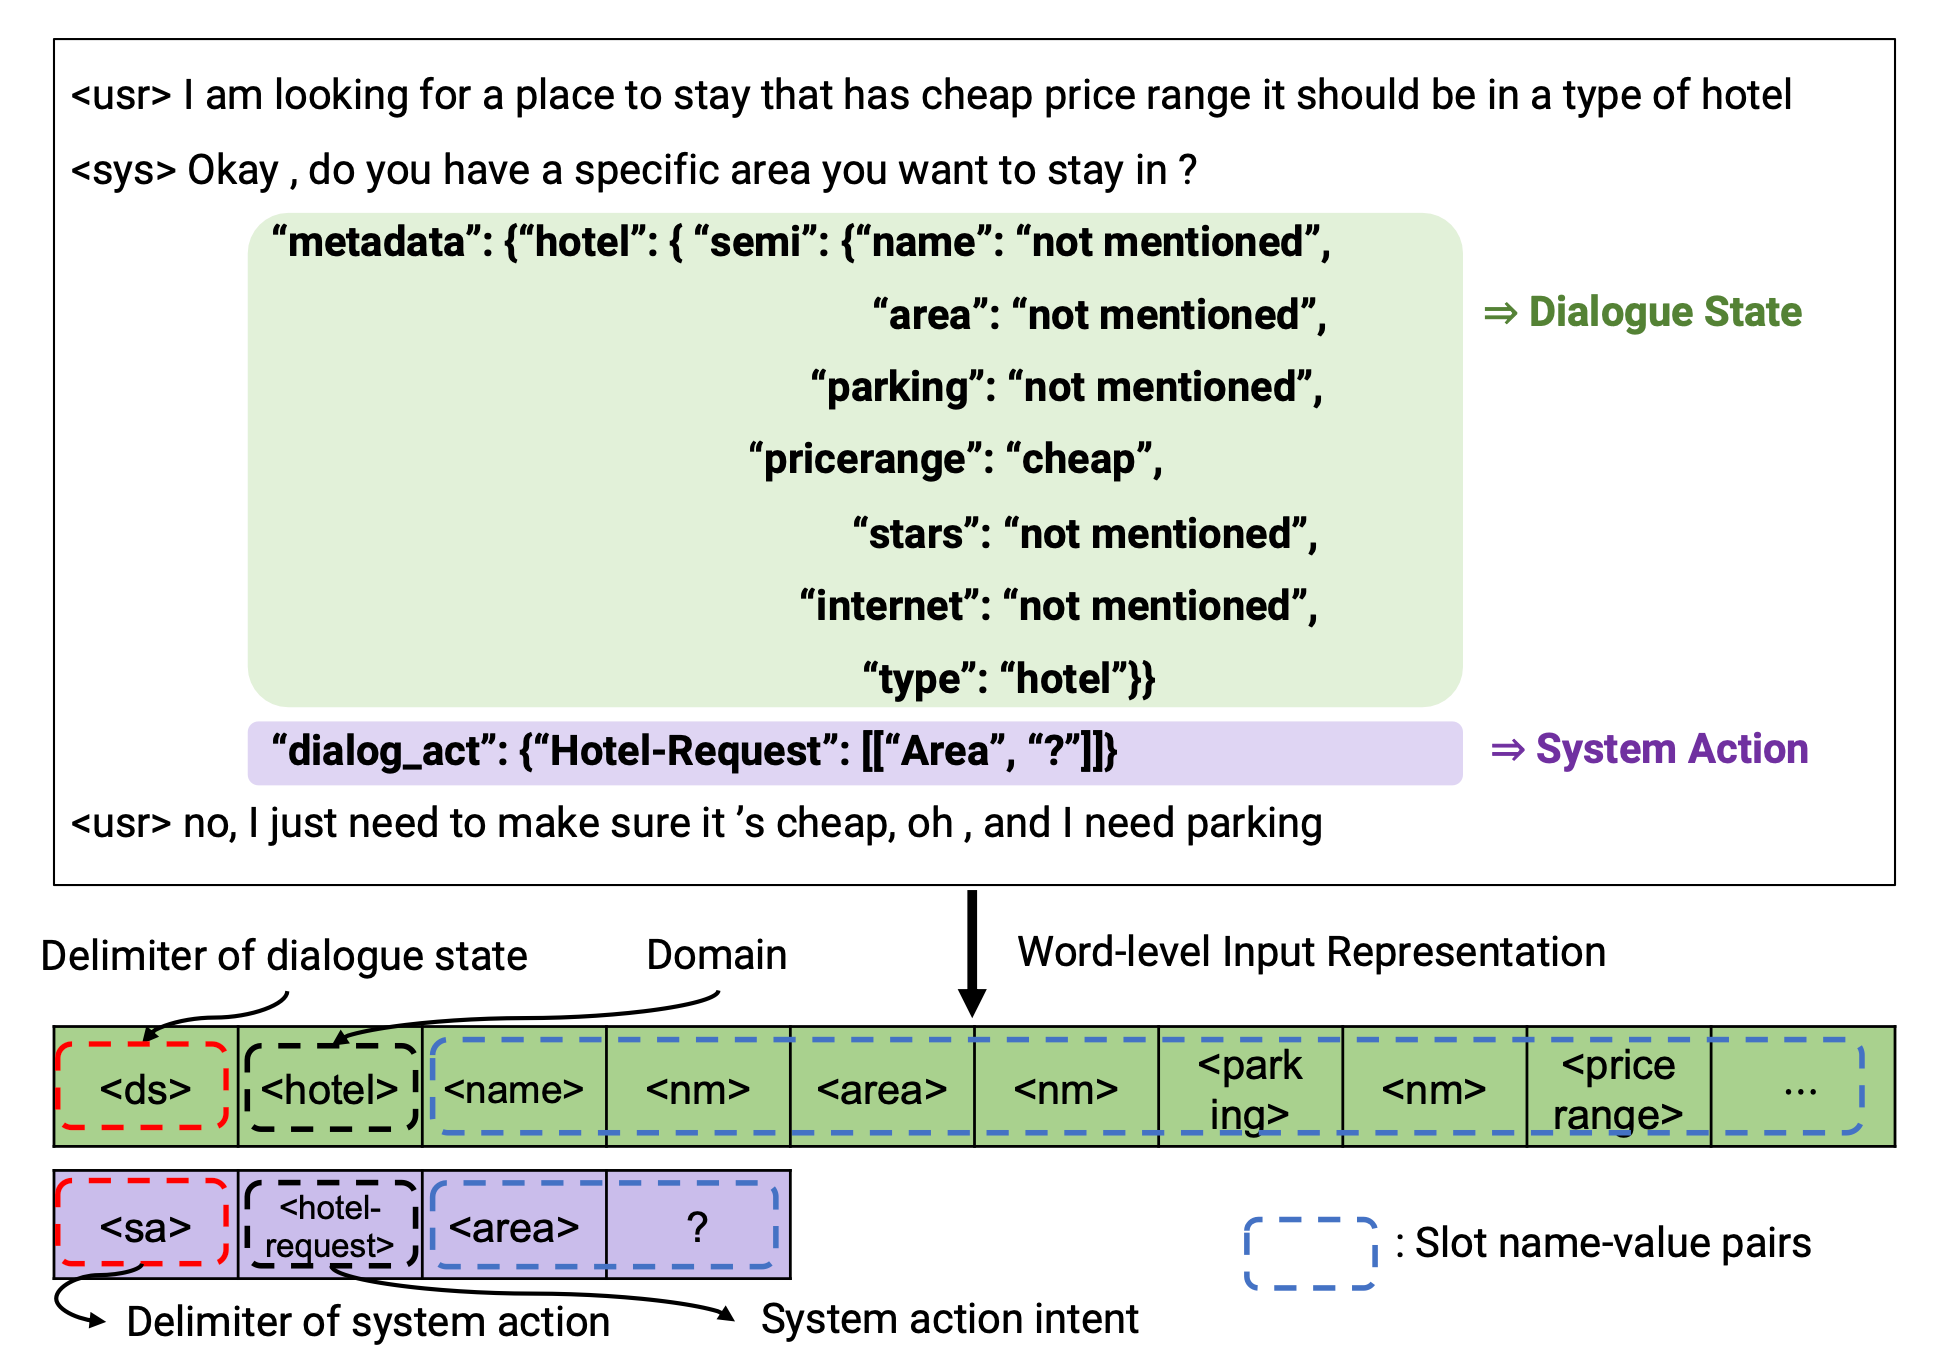 <usr> I am looking for a place to stay that has cheap price range it should be in a type of hotel
<sys> Okay , do you have a specific area you want to stay in ?
“metadata”: {“hotel”: { “semi”: {“name”: “not mentioned”,
“area”: “not mentioned”,
“parking”: “not mentioned”,
“pricerange”: “cheap”,
“stars”: “not mentioned”,
“internet”: “not mentioned”,
“type”: “hotel”}}
⇒ Dialogue State
“dialog_act”: {“Hotel-Request”: [[“Area”, “?”]]}
⇒ System Action
<usr> no, I just need to make sure it ’s cheap, oh , and I need parking
Delimiter of dialogue state
Domain
Word-level Input Representation
<ds>
<hotel>
<name>
<nm>
<area>
<nm>
<park
ing>
<nm>
<price
range>
...
<sa>
<hotel-
request>
<area>
?
: Slot name-value pairs
Delimiter of system action
System action intent